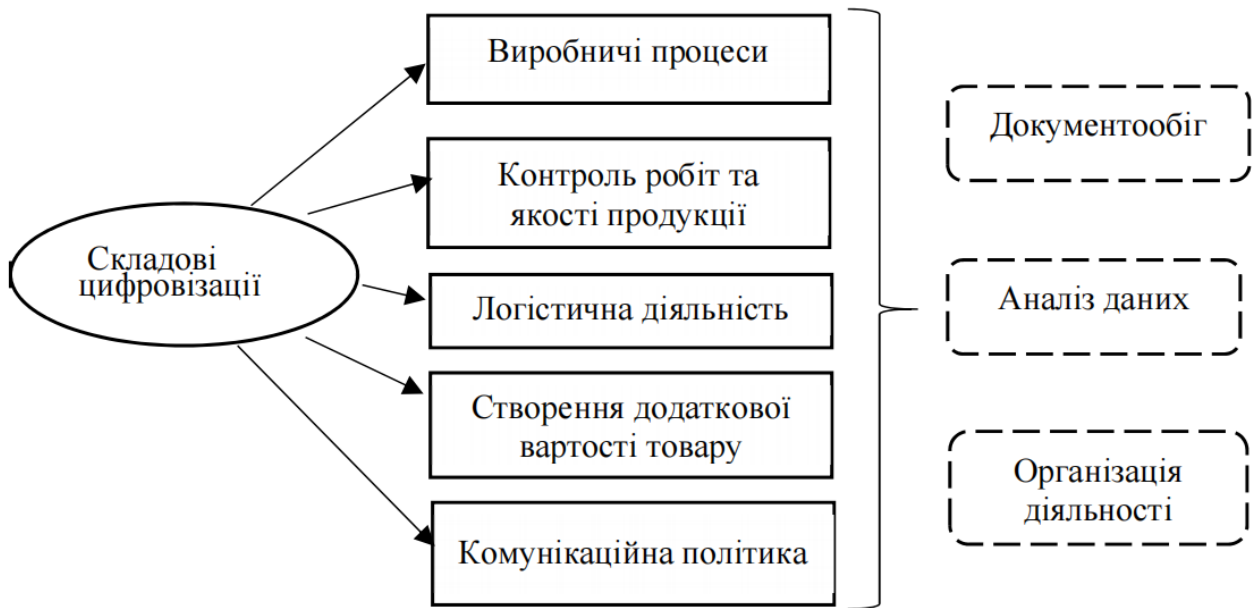 Складові
цифровізації
Виробничі процеси
Контроль робіт та
якості продукції
Логістична діяльність
Створення додаткової
вартості товару
Комунікаційна політика
Документообіг
Аналіз даних
Організація
діяльності